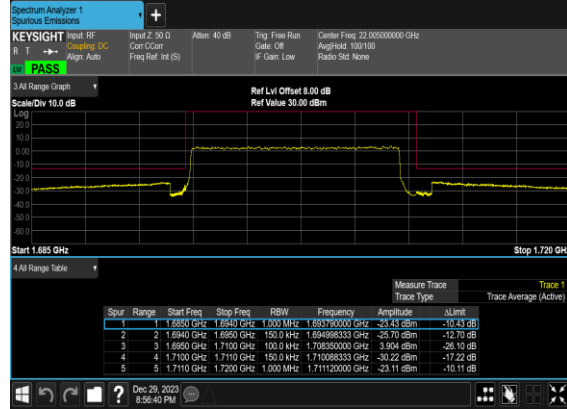 Spectrum Analyzer 1
Spurious Emissions
+
KEYSIGHT Input: RF Input Z: 50 Ω Atten: 40 dB Trig: Free Run Center Freq: 22.005000000 GHz
R T Coupling: DC Corr CCorr Gate: Off Avg|Hold: 100/100
Align: Auto Freq Ref: Int (S) IF Gain: Low Radio Std: None
PASS
3 All Range Graph Ref Lvl Offset 8.00 dB
Scale/Div 10.0 dB Ref Value 30.00 dBm
Log
20.0
10.0
0.00
-10.0
-20.0
-30.0
-40.0
-50.0
-60.0
Start 1.685 GHz Stop 1.720 GH
4 All Range Table
Measure Trace Trace 1
Trace Type Trace Average (Active)
Spur Range Start Freq Stop Freq RBW Frequency Amplitude ΔLimit
1 1 1.6850 GHz 1.6940 GHz 1.000 MHz 1.693790000 GHz -23.43 dBm -10.43 dB
2 2 1.6940 GHz 1.6950 GHz 150.0 kHz 1.694998333 GHz -25.70 dBm -12.70 dB
3 3 1.6950 GHz 1.7100 GHz 100.0 kHz 1.708350000 GHz 3.904 dBm -26.10 dB
4 4 1.7100 GHz 1.7110 GHz 150.0 kHz 1.710088333 GHz -30.22 dBm -17.22 dB
5 5 1.7110 GHz 1.7200 GHz 1.000 MHz 1.711120000 GHz -23.11 dBm -10.11 dB
? Dec 29, 2023
8:56:40 PM